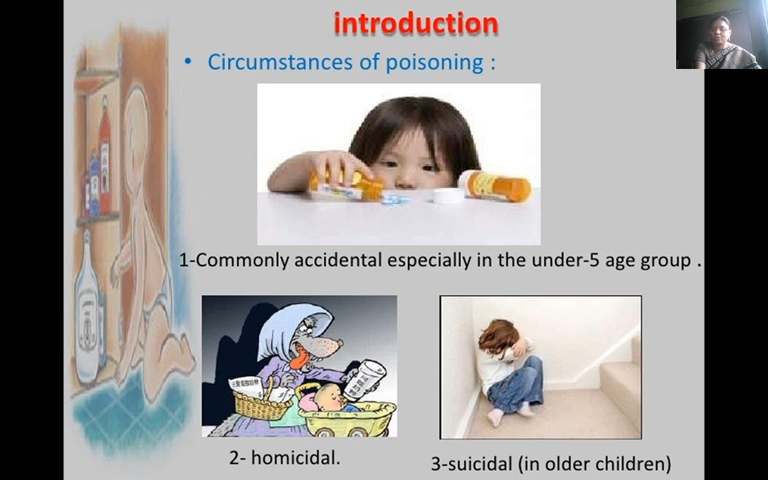 introduction
• Circumstances of poisoning :
1-Commonly accidental especially in the under-5 age group .
2- homicidal.
3-suicidal (in older children)